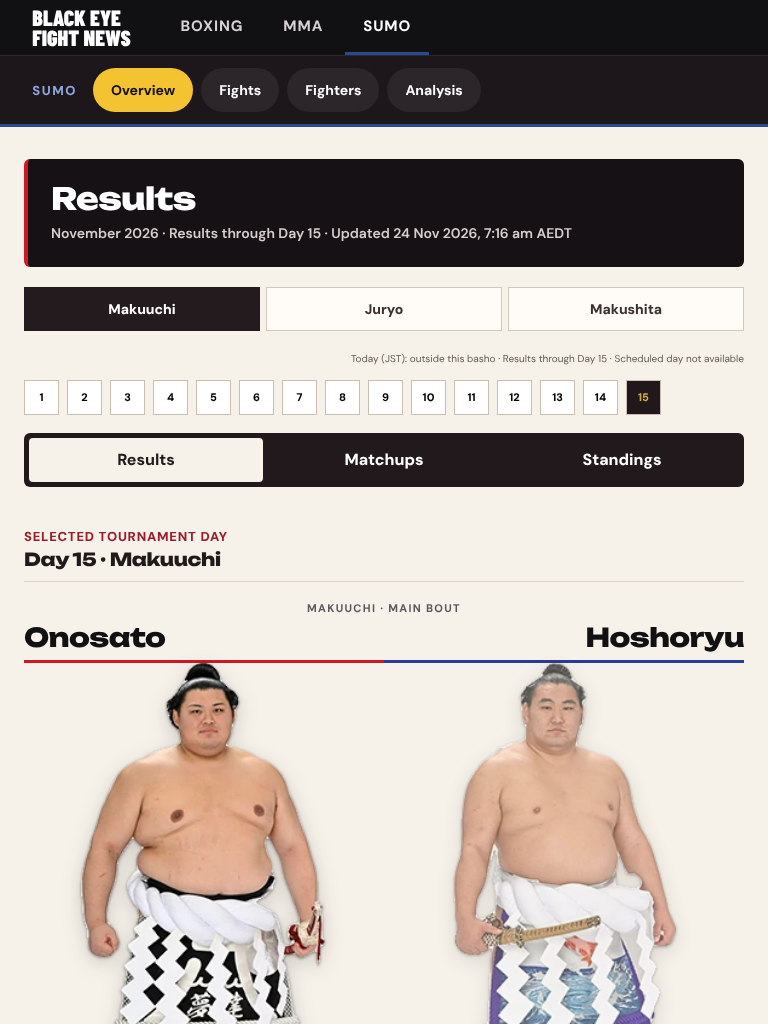 BLACK EYE
FIGHT NEWS
BOXING
MMA
SUMO
SUMO
Overview
Fights
Fighters
Analysis
Results
November 2026 · Results through Day 15 · Updated 24 Nov 2026, 7:16 am AEDT
Makuuchi
Juryo
Makushita
Today (JST): outside this basho · Results through Day 15 · Scheduled day not available
1
2
3
4
5
6
7
8
9
10
11
12
13
14
15
Results
Matchups
Standings
SELECTED TOURNAMENT DAY
Day 15 · Makuuchi
MAKUUCHI · MAIN BOUT
Onosato
Hoshoryu